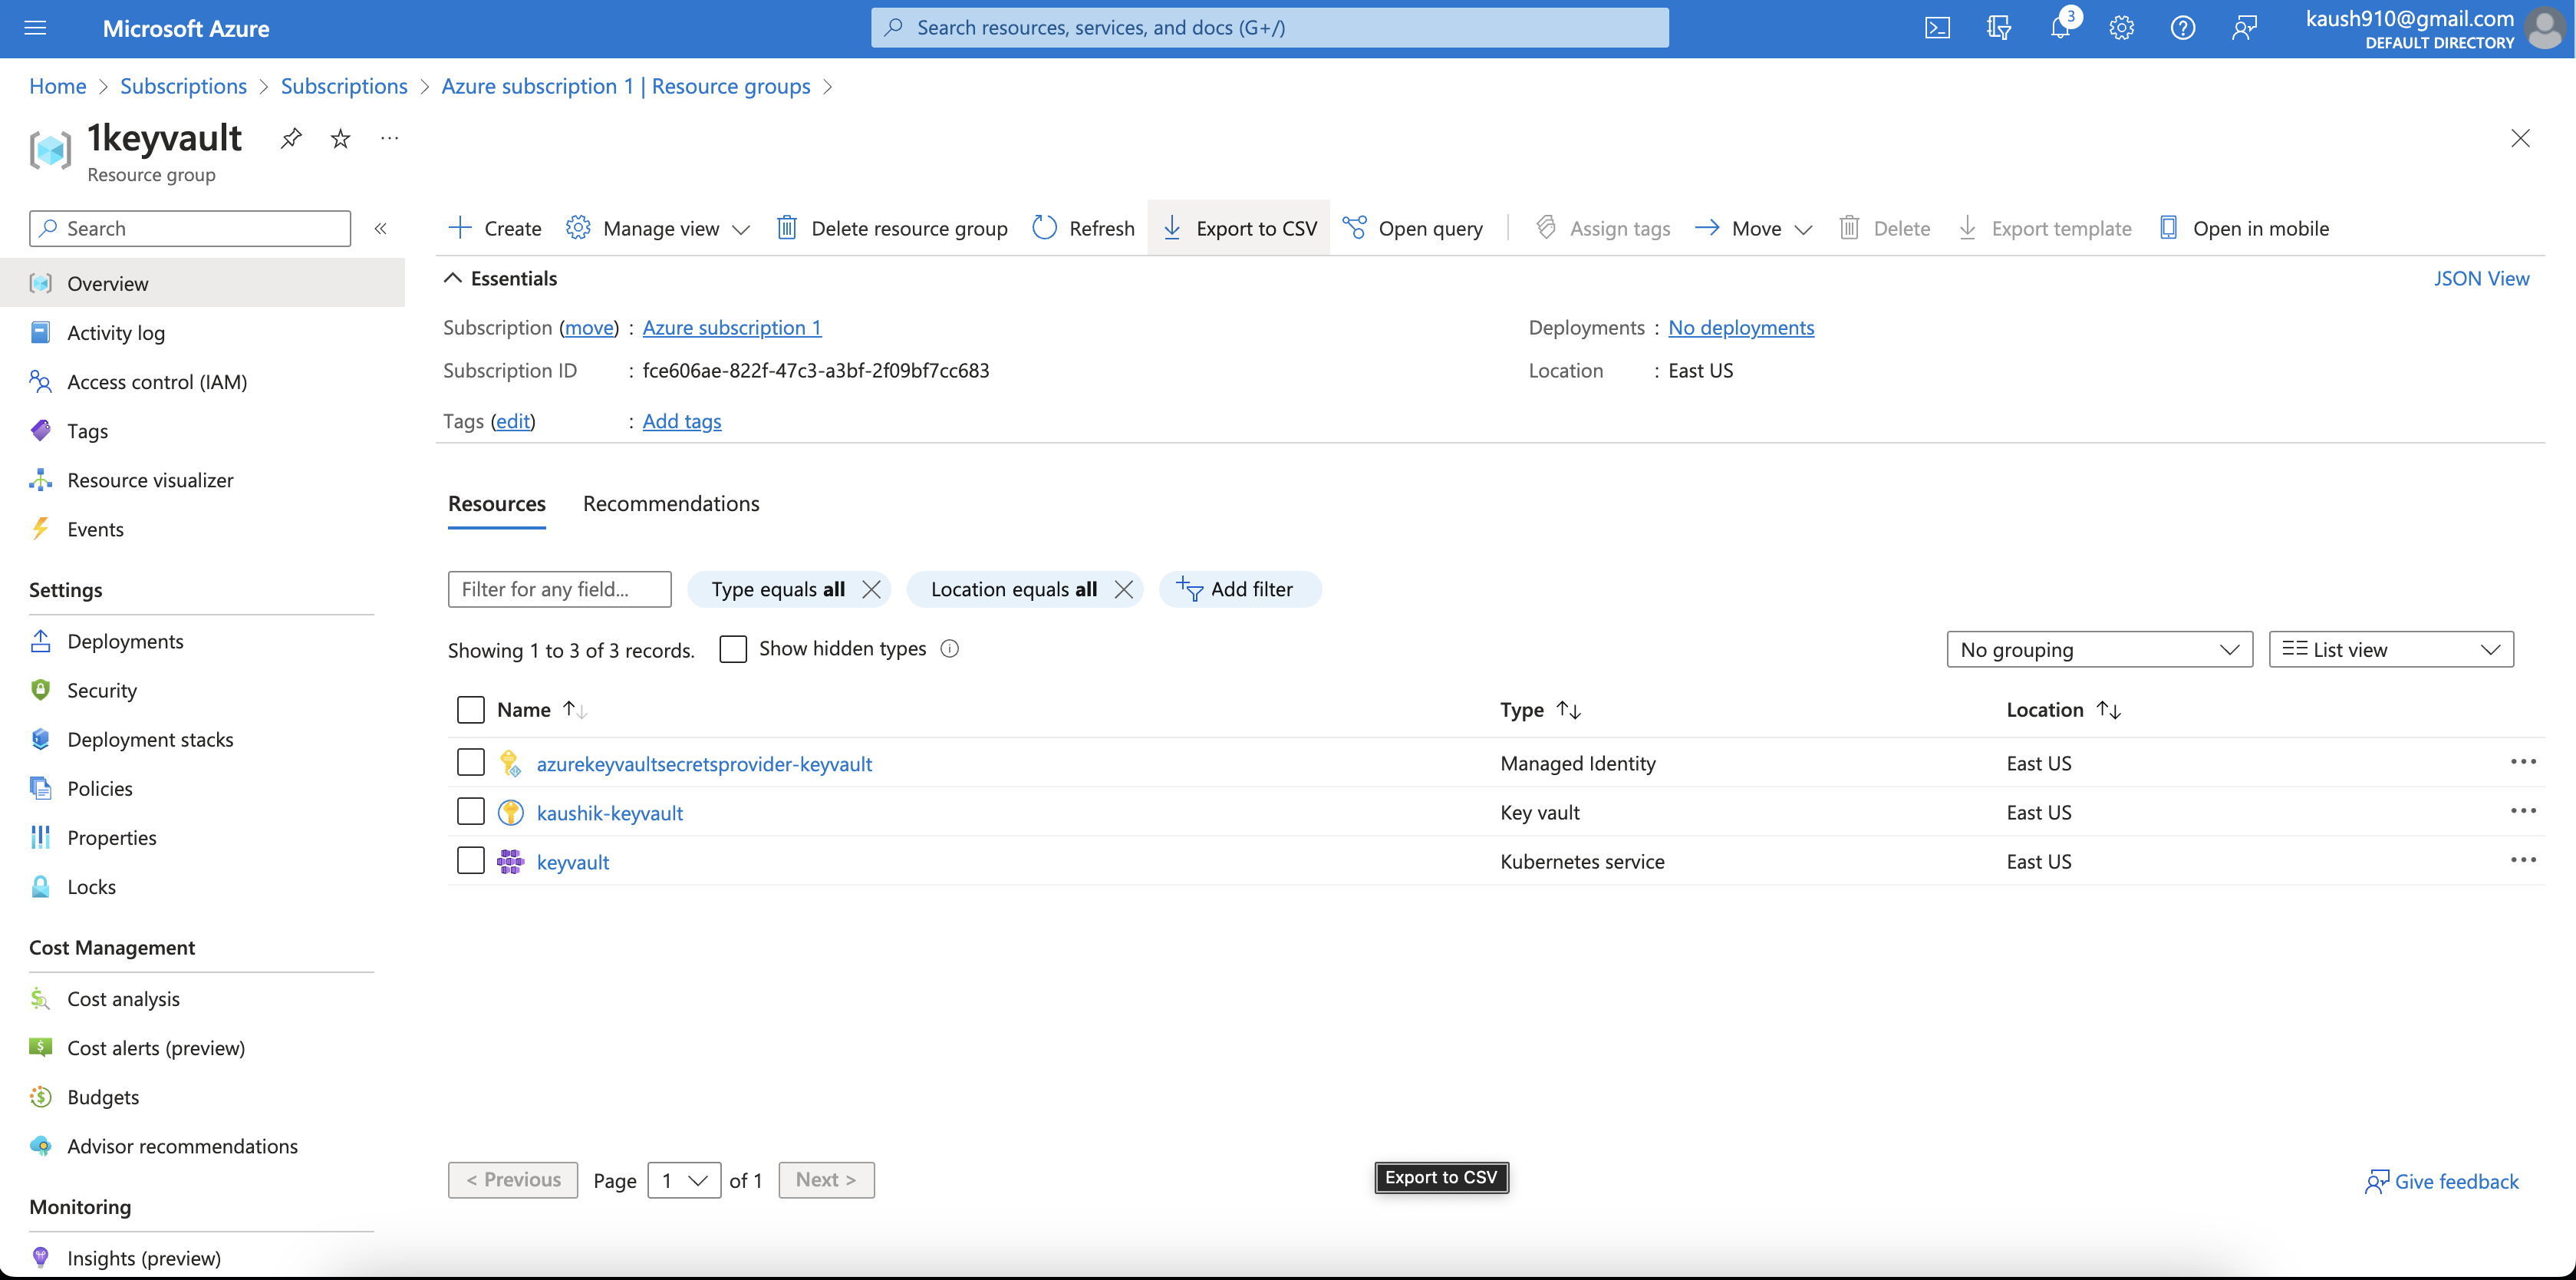 Microsoft Azure
Search resources, services, and docs (G+/)
3
kaush910@gmail.com
DEFAULT DIRECTORY
Home > Subscriptions > Subscriptions > Azure subscription 1 | Resource groups >
1keyvault
Resource group
Search
Create
Manage view
Delete resource group
Refresh
Export to CSV
Open query
Assign tags
Move
Delete
Export template
Open in mobile
Overview
Activity log
Access control (IAM)
Tags
Resource visualizer
Events
Settings
Deployments
Security
Deployment stacks
Policies
Properties
Locks
Cost Management
Cost analysis
Cost alerts (preview)
Budgets
Advisor recommendations
Monitoring
Insights (preview)
Essentials
JSON View
Subscription (move) : Azure subscription 1
Subscription ID : fce606ae-822f-47c3-a3bf-2f09bf7cc683
Tags (edit) : Add tags
Deployments : No deployments
Location : East US
Resources Recommendations
Filter for any field...
Type equals all
Location equals all
Add filter
Showing 1 to 3 of 3 records.
Show hidden types
No grouping
List view
Name Type Location
azurekeyvaultsecretsprovider-keyvault Managed Identity East US
kaushik-keyvault Key vault East US
keyvault Kubernetes service East US
< Previous Page 1 of 1 Next >
Export to CSV
Give feedback